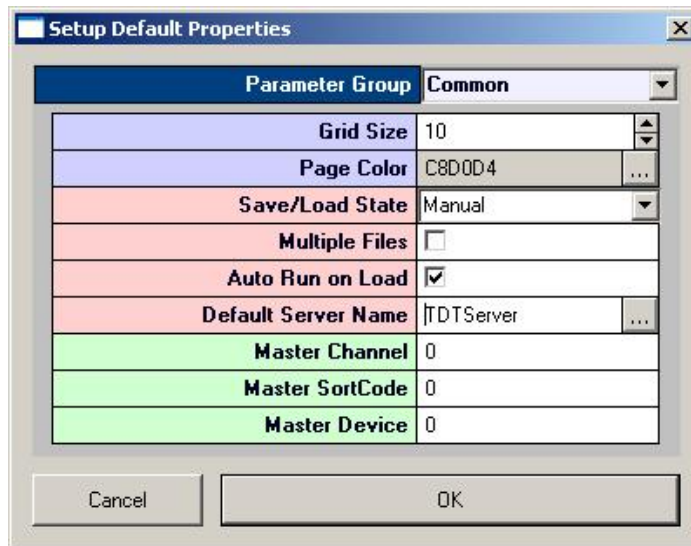 Setup Default Properties
Parameter Group Common
Grid Size 10
Page Color C8D0D4 ...
Save/Load State Manual
Multiple Files
Auto Run on Load
Default Server Name TDTServer ...
Master Channel 0
Master SortCode 0
Master Device 0
Cancel OK